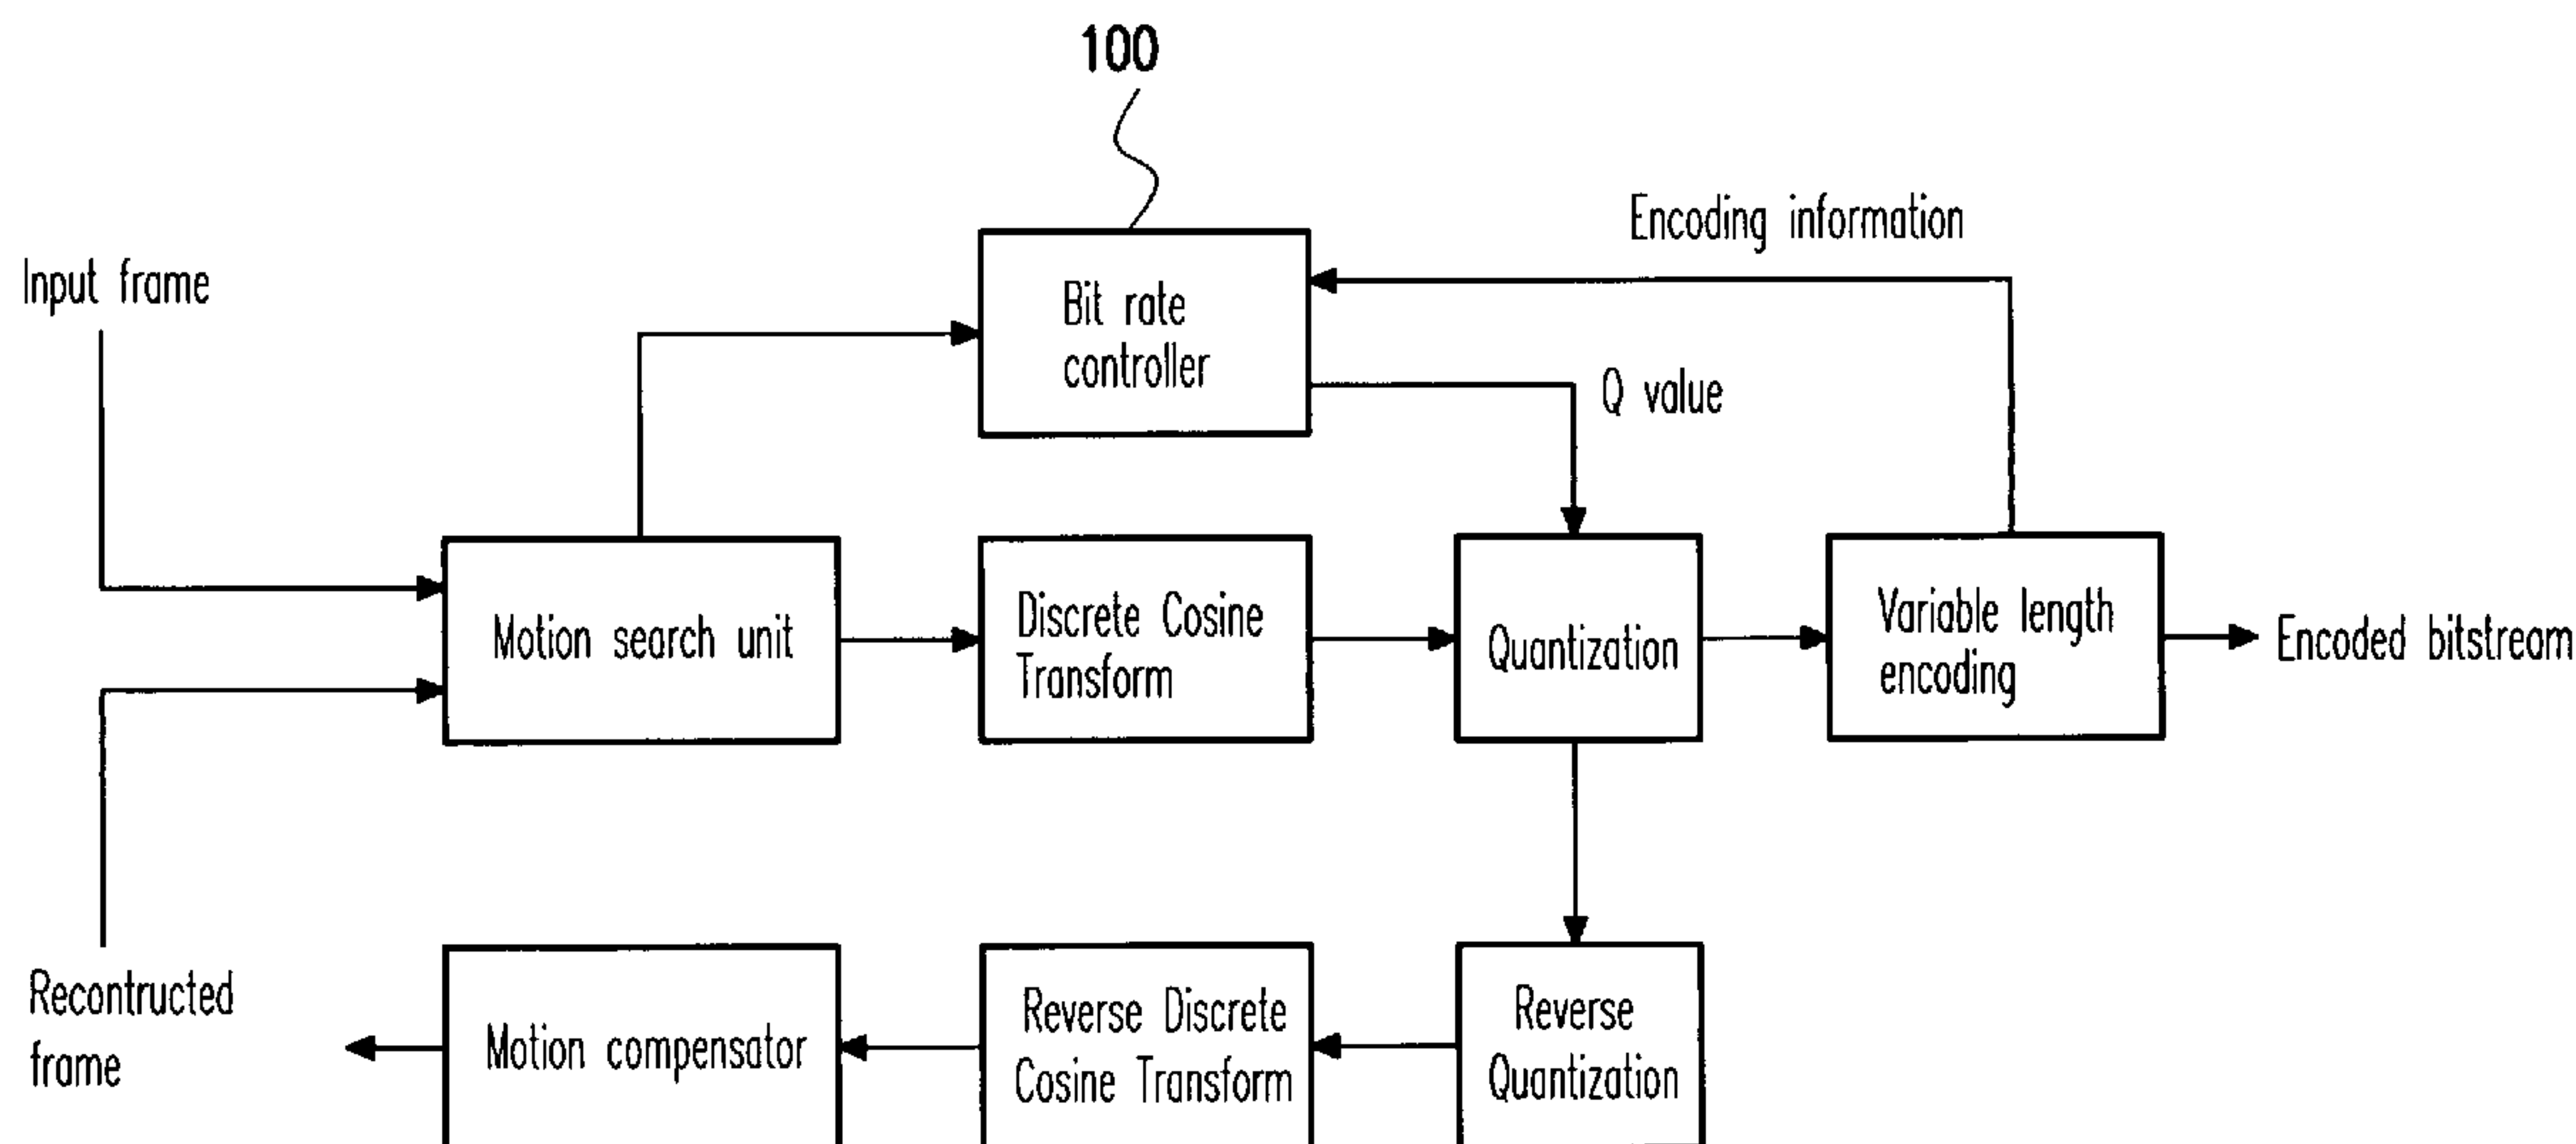 100
Encoding information
Input frame
Bit rate
controller
Q value
Motion search unit
Discrete Cosine
Transform
Quantization
Variable length
encoding
Encoded bitstream
Recontructed
frame
Motion compensator
Reverse Discrete
Cosine Transform
Reverse
Quantization